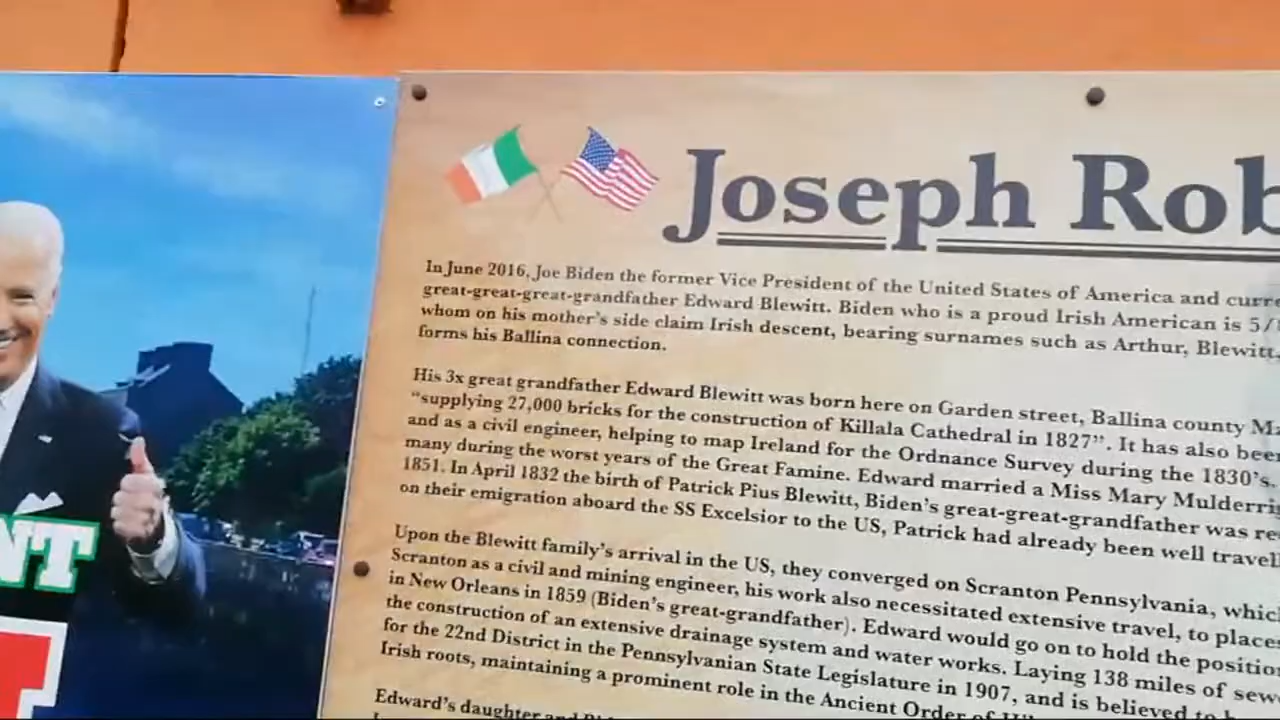 NT
Joseph Rob
In June 2016, Joe Biden the former Vice President of the United States of America and curre
great-great-great-grandfather Edward Blewitt. Biden who is a proud Irish American is 5/
whom on his mother's side claim Irish descent, bearing surnames such as Arthur, Blewitt
forms his Ballina connection.
His 3x great grandfather Edward Blewitt was born here on Garden street, Ballina county Ma
"supplying 27,000 bricks for the construction of Killala Cathedral in 1827". It has also been
and as a civil engineer, helping to map Ireland for the Ordnance Survey during the 1830's.
many during the worst years of the Great Famine. Edward married a Miss Mary Mulderri
1851. In April 1832 the birth of Patrick Pius Blewitt, Biden's great-great-grandfather was re
on their emigration aboard the SS Excelsior to the US, Patrick had already been well travell
Upon the Blewitt family's arrival in the US, they converged on Scranton Pennsylvania, whic
Scranton as a civil and mining engineer, his work also necessitated extensive travel, to places
in New Orleans in 1859 (Biden's great-grandfather). Edward would go on to hold the position
the construction of an extensive drainage system and water works. Laying 138 miles of sew
for the 22nd District in the Pennsylvanian State Legislature in 1907, and is believed to b
Irish roots, maintaining a prominent role in the Ancient Order of
Edward's daughter and